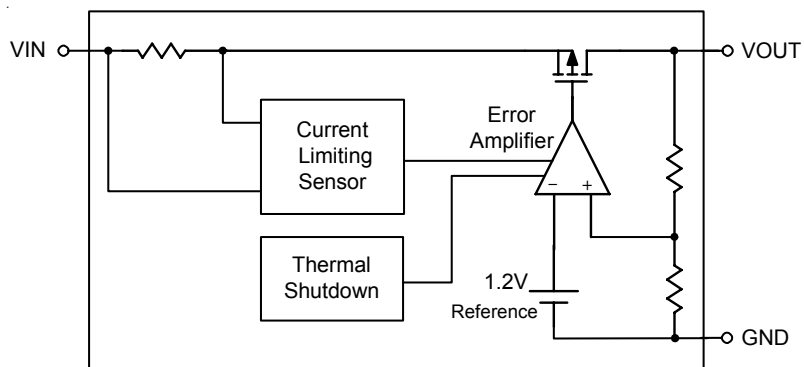 VIN
VOUT
Error
Amplifier
Current
Limiting
Sensor
− +
Thermal
Shutdown
1.2V
Reference
GND